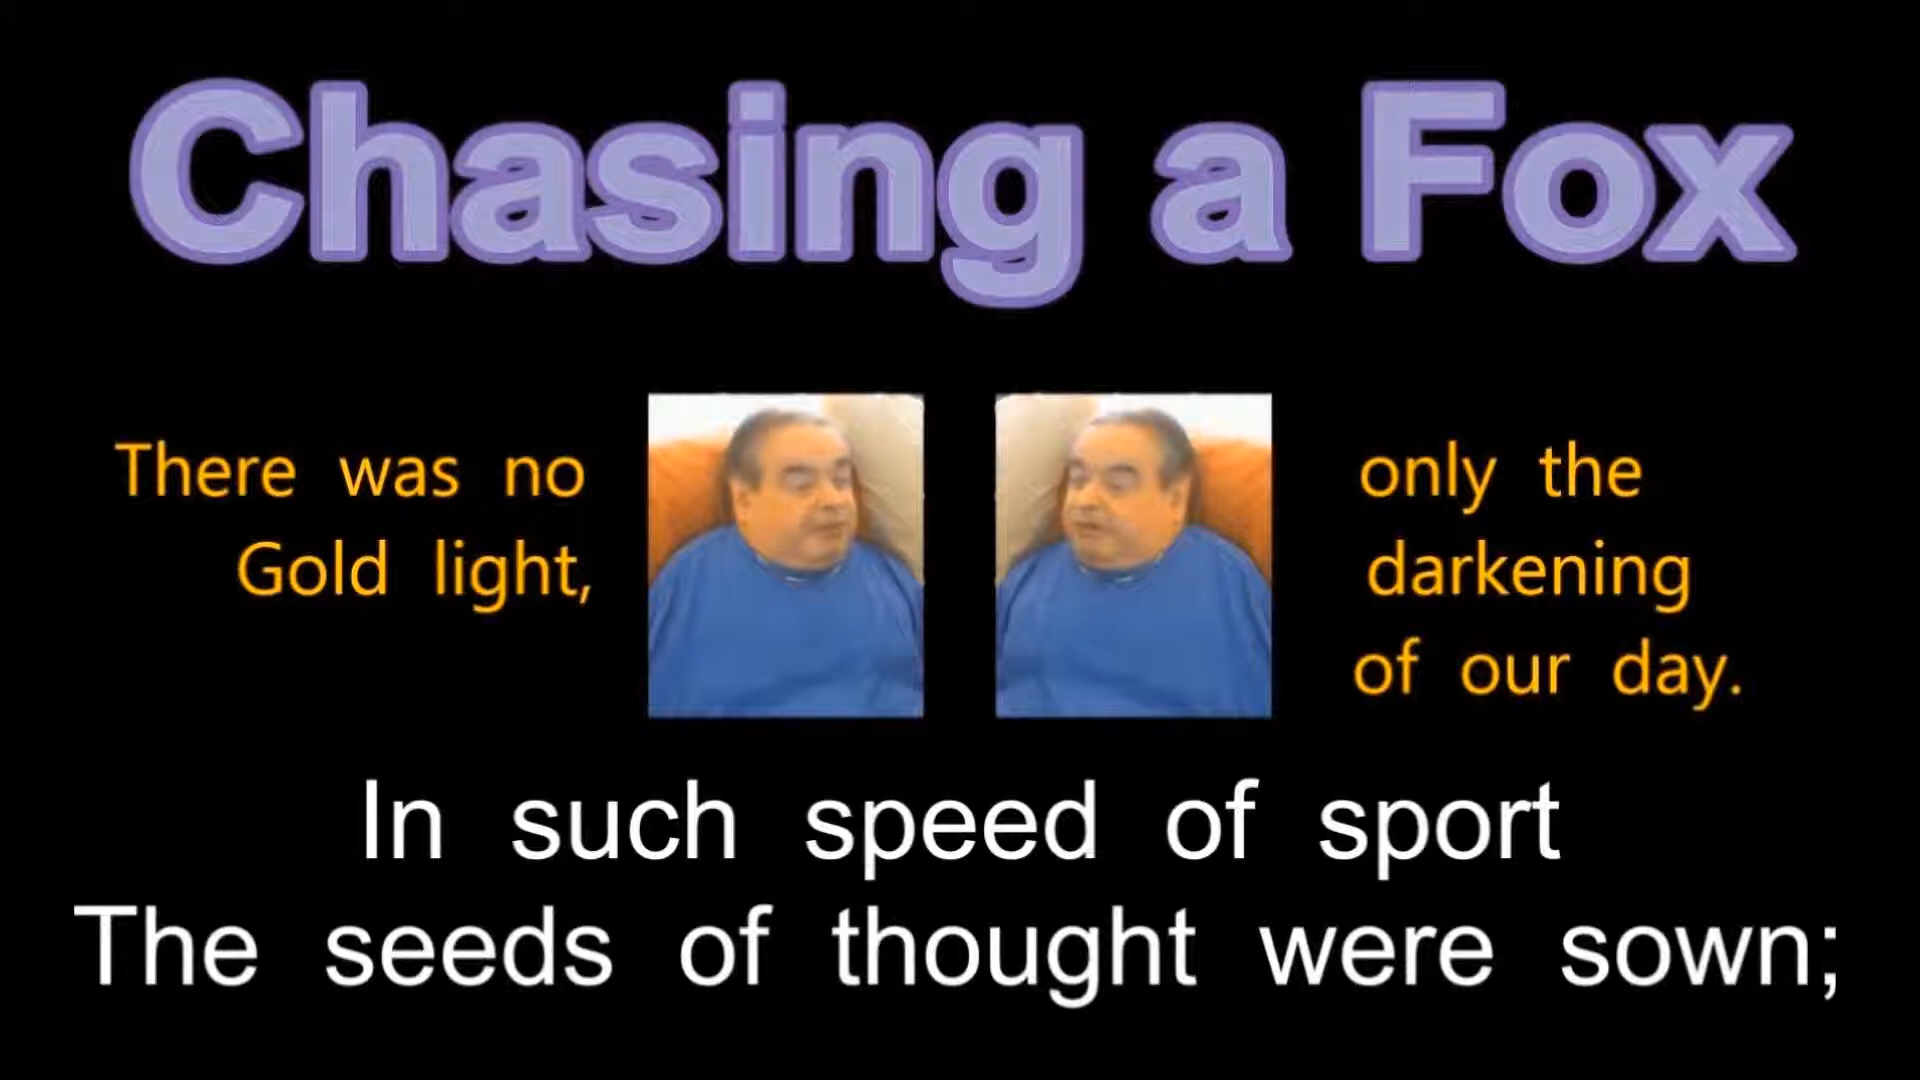 Chasing a Fox
There was no
Gold light,
only the
darkening
of our day.
In such speed of sport
The seeds of thought were sown;